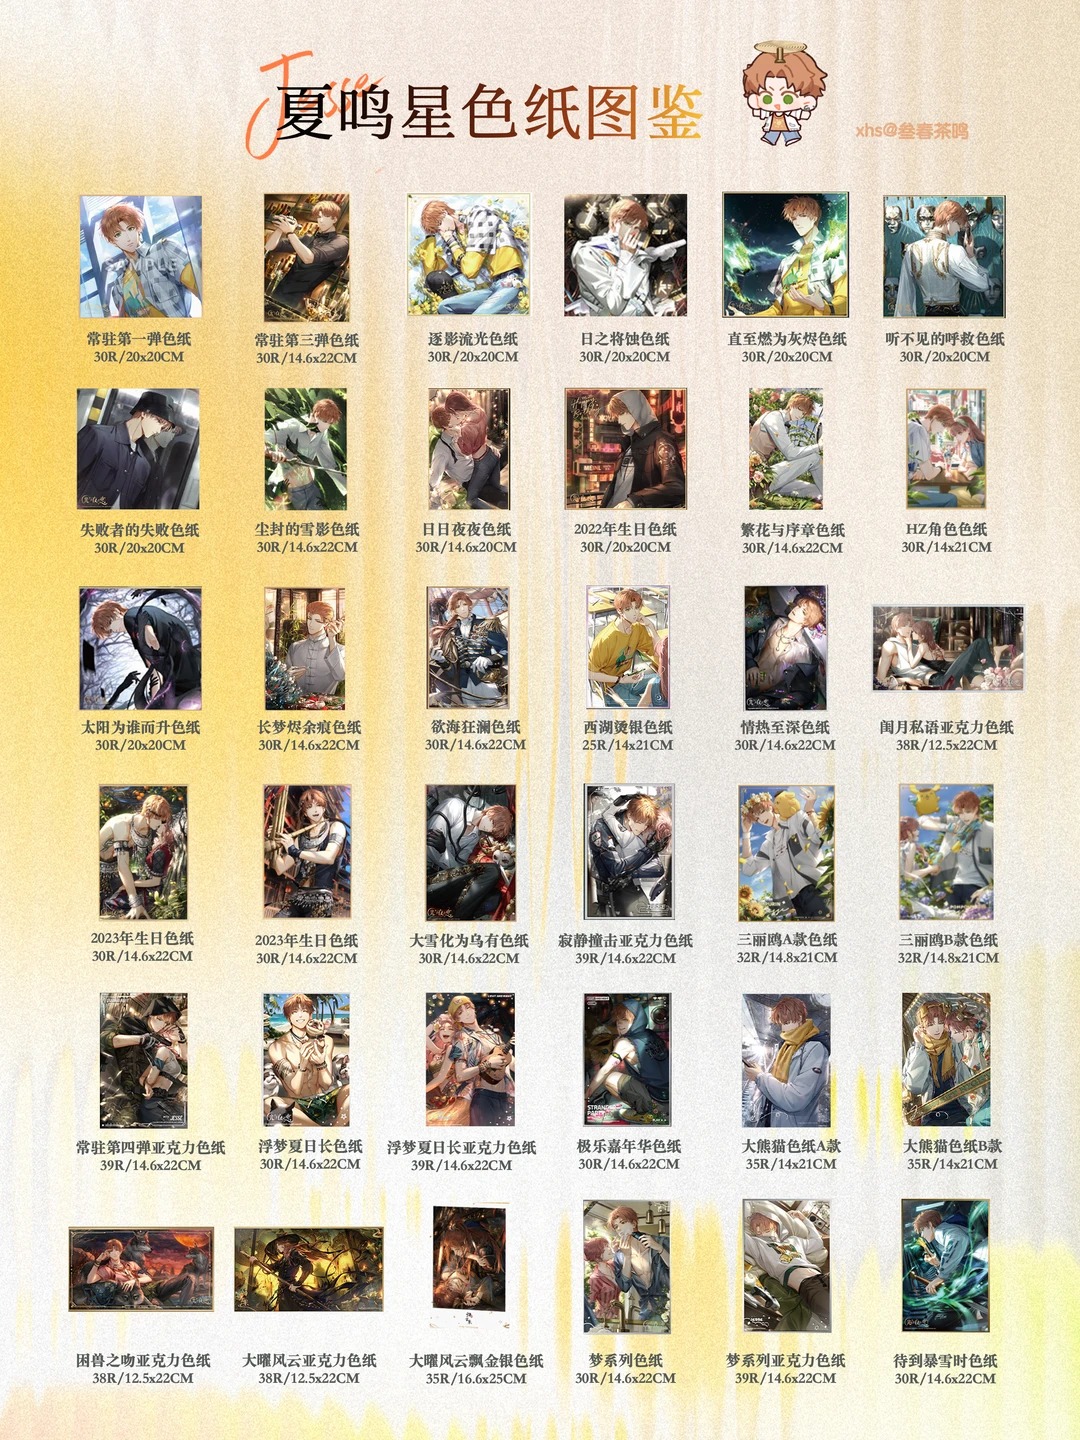 Jesse
夏鸣星色纸图鉴
xhs@叁春茶鸣
常驻第一弹色纸
30R/20x20CM
常驻第三弹色纸
30R/14.6x22CM
逐影流光色纸
30R/20x20CM
日之将蚀色纸
30R/20x20CM
直至燃为灰烬色纸
30R/20x20CM
听不见的呼救色纸
30R/20x20CM
失败者的失败色纸
30R/20x20CM
尘封的雪影色纸
30R/14.6x22CM
日日夜夜色纸
30R/14.6x20CM
2022年生日色纸
30R/20x20CM
繁花与序章色纸
30R/14.6x22CM
HZ角色色纸
30R/14x21CM
太阳为谁而升色纸
30R/20x20CM
长梦烬余痕色纸
30R/14.6x22CM
欲海狂澜色纸
30R/14.6x22CM
西湖烫银色纸
25R/14x21CM
情热至深色纸
30R/14.6x22CM
闺月私语亚克力色纸
38R/12.5x22CM
2023年生日色纸
30R/14.6x22CM
2023年生日色纸
30R/14.6x22CM
大雪化为乌有色纸
30R/14.6x22CM
寂静撞击亚克力色纸
39R/14.6x22CM
三丽鸥A款色纸
32R/14.8x21CM
三丽鸥B款色纸
32R/14.8x21CM
常驻第四弹亚克力色纸
39R/14.6x22CM
浮梦夏日长色纸
30R/14.6x22CM
浮梦夏日长亚克力色纸
39R/14.6x22CM
极乐嘉年华色纸
30R/14.6x22CM
大熊猫色纸A款
35R/14x21CM
大熊猫色纸B款
35R/14x21CM
困兽之吻亚克力色纸
38R/12.5x22CM
大曜风云亚克力色纸
38R/12.5x22CM
大曜风云飘金银色纸
35R/16.6x25CM
梦系列色纸
30R/14.6x22CM
梦系列亚克力色纸
39R/14.6x22CM
待到暴雪时色纸
30R/14.6x22CM